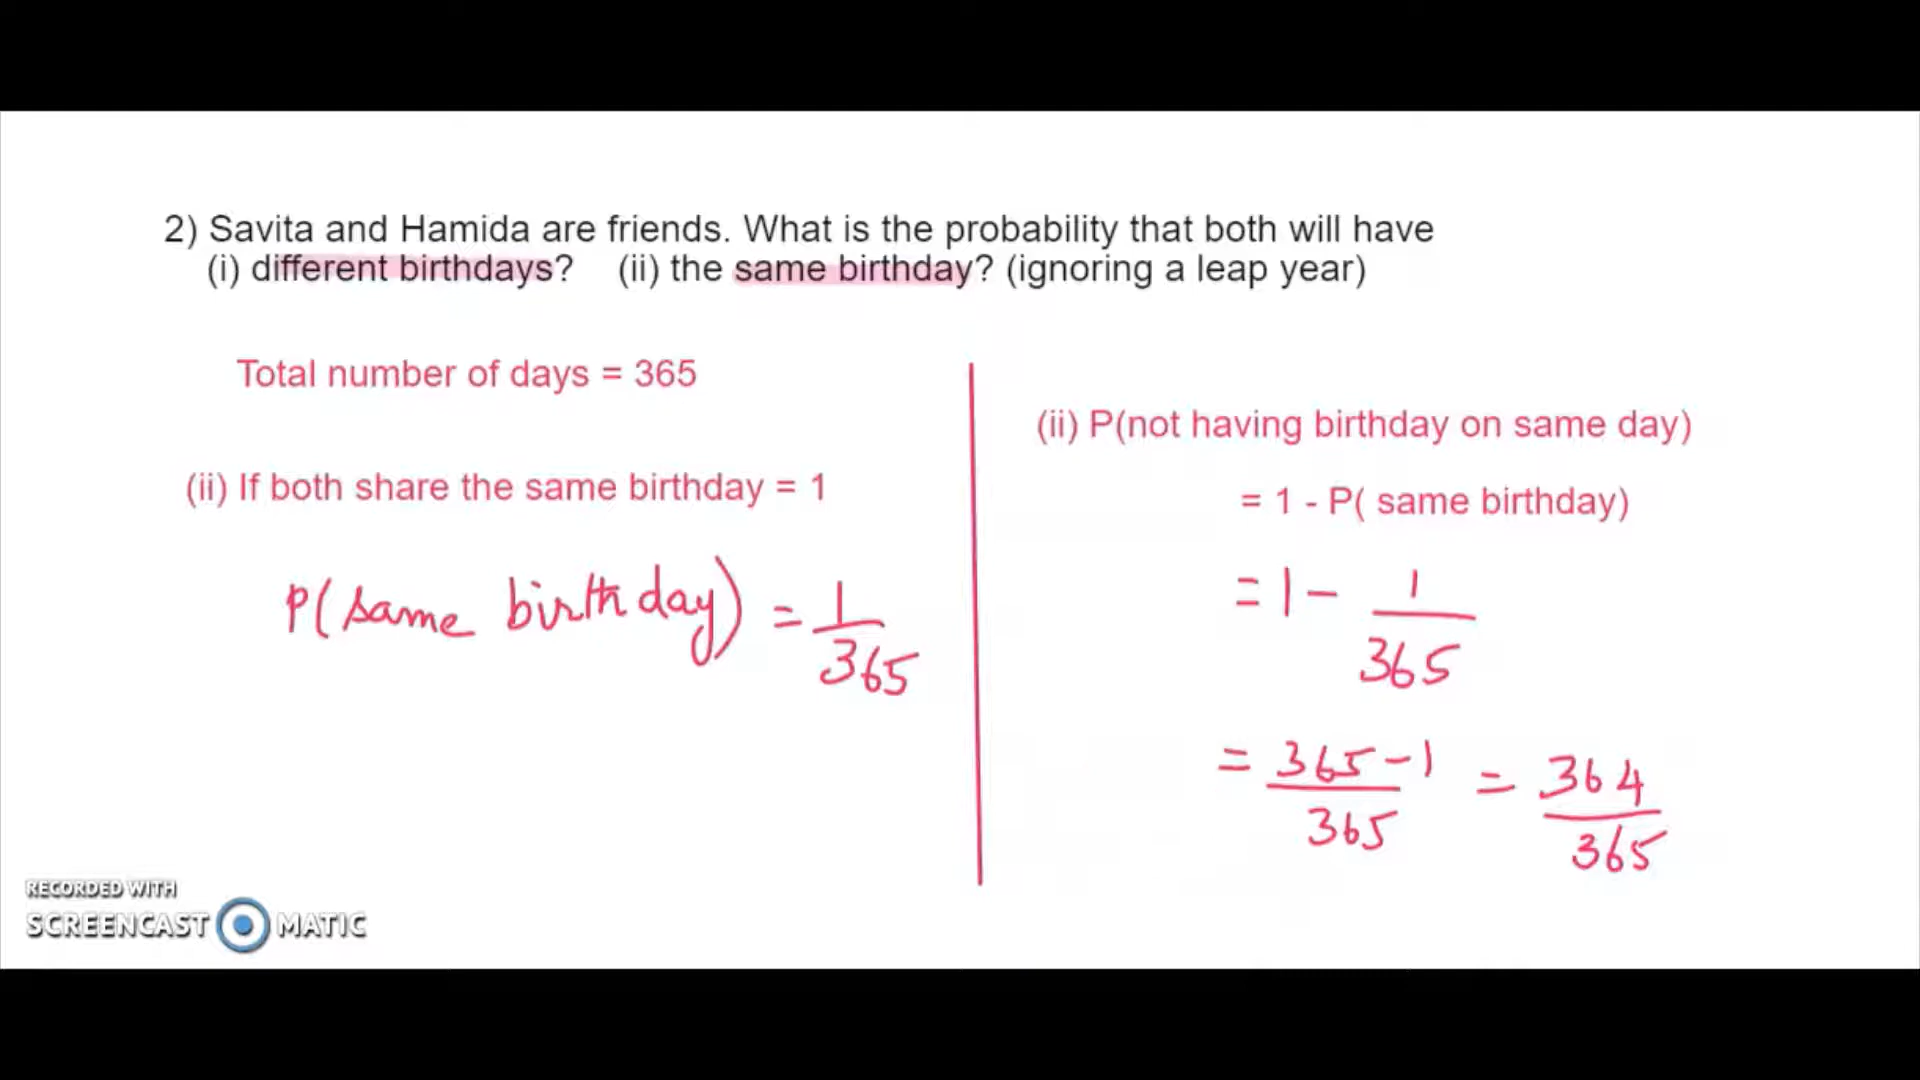 2) Savita and Hamida are friends. What is the probability that both will have
(i) different birthdays? (ii) the same birthday? (ignoring a leap year)
Total number of days = 365
(ii) If both share the same birthday = 1
P(same birthday) = 1/365
(ii) P(not having birthday on same day)
= 1 - P( same birthday)
= 1 - 1/365
= 365-1/365 = 364/365
RECORDED WITH
SCREENCAST MATIC